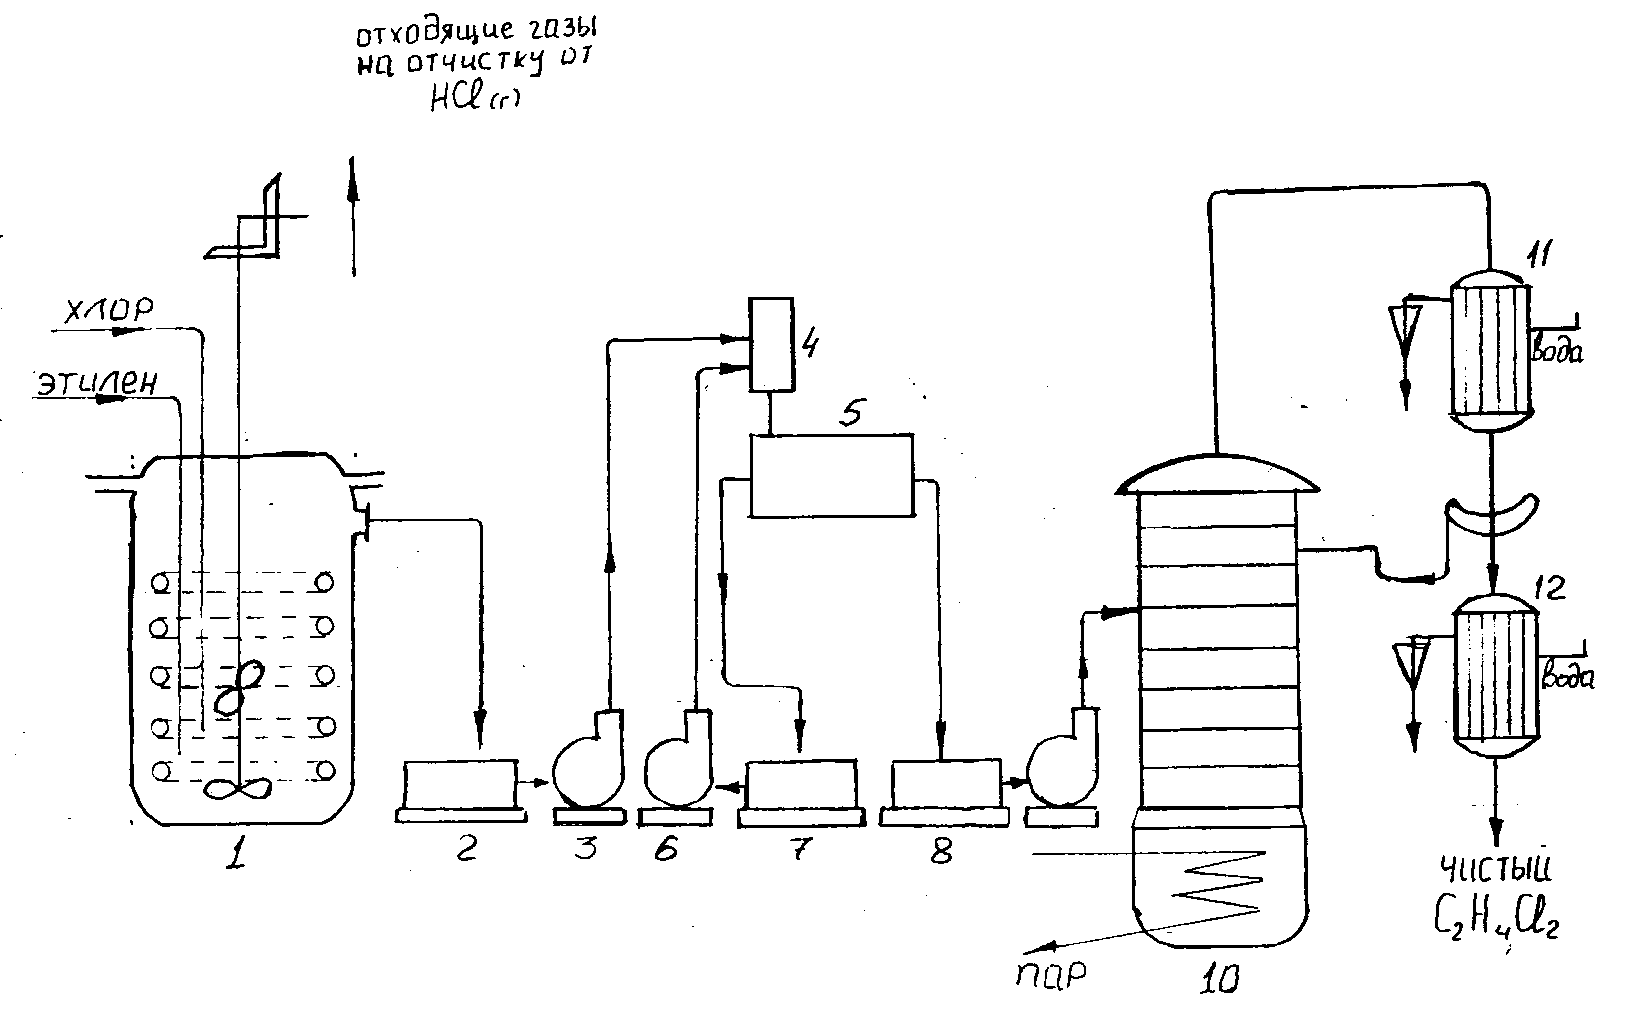 отходящие газы
на отчистку от
HCl(г)
хлор
этилен
11
вода
4
5
12
вода
1
2
3
6
7
8
чистый
C2H4Cl2
пар
10